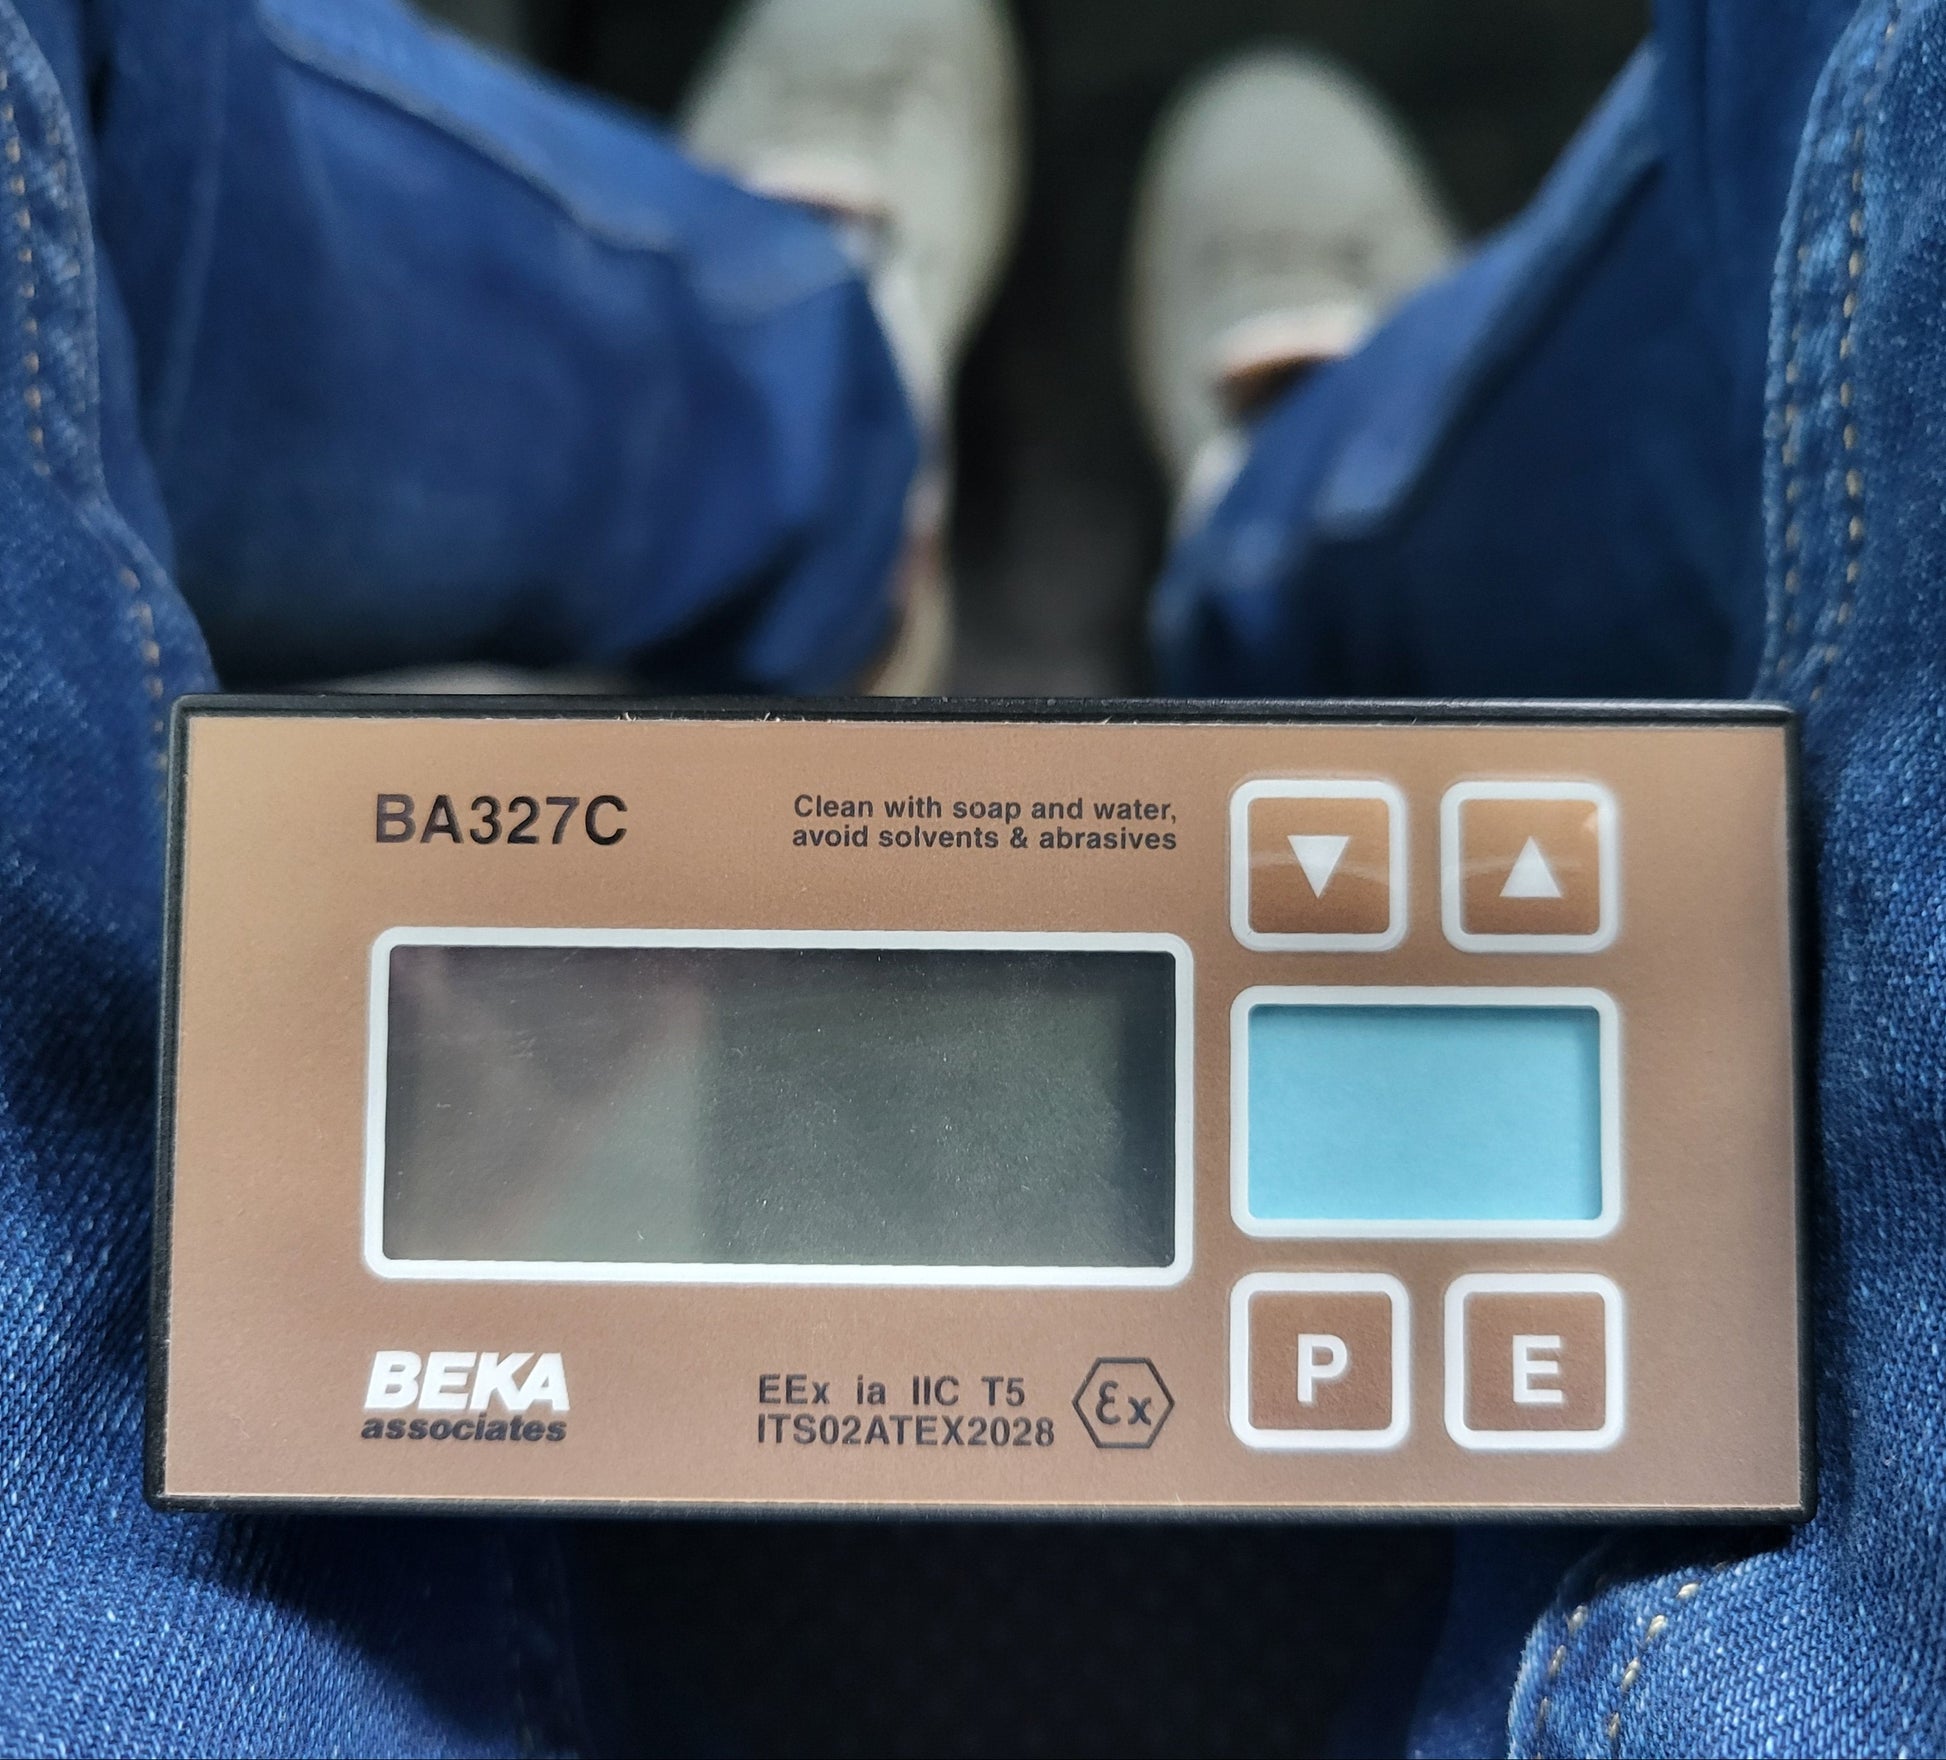 BA327C
Clean with soap and water,
avoid solvents & abrasives
BEKA
associates
EEx ia IIC T5
ITS02ATEX2028
Ex
P
E